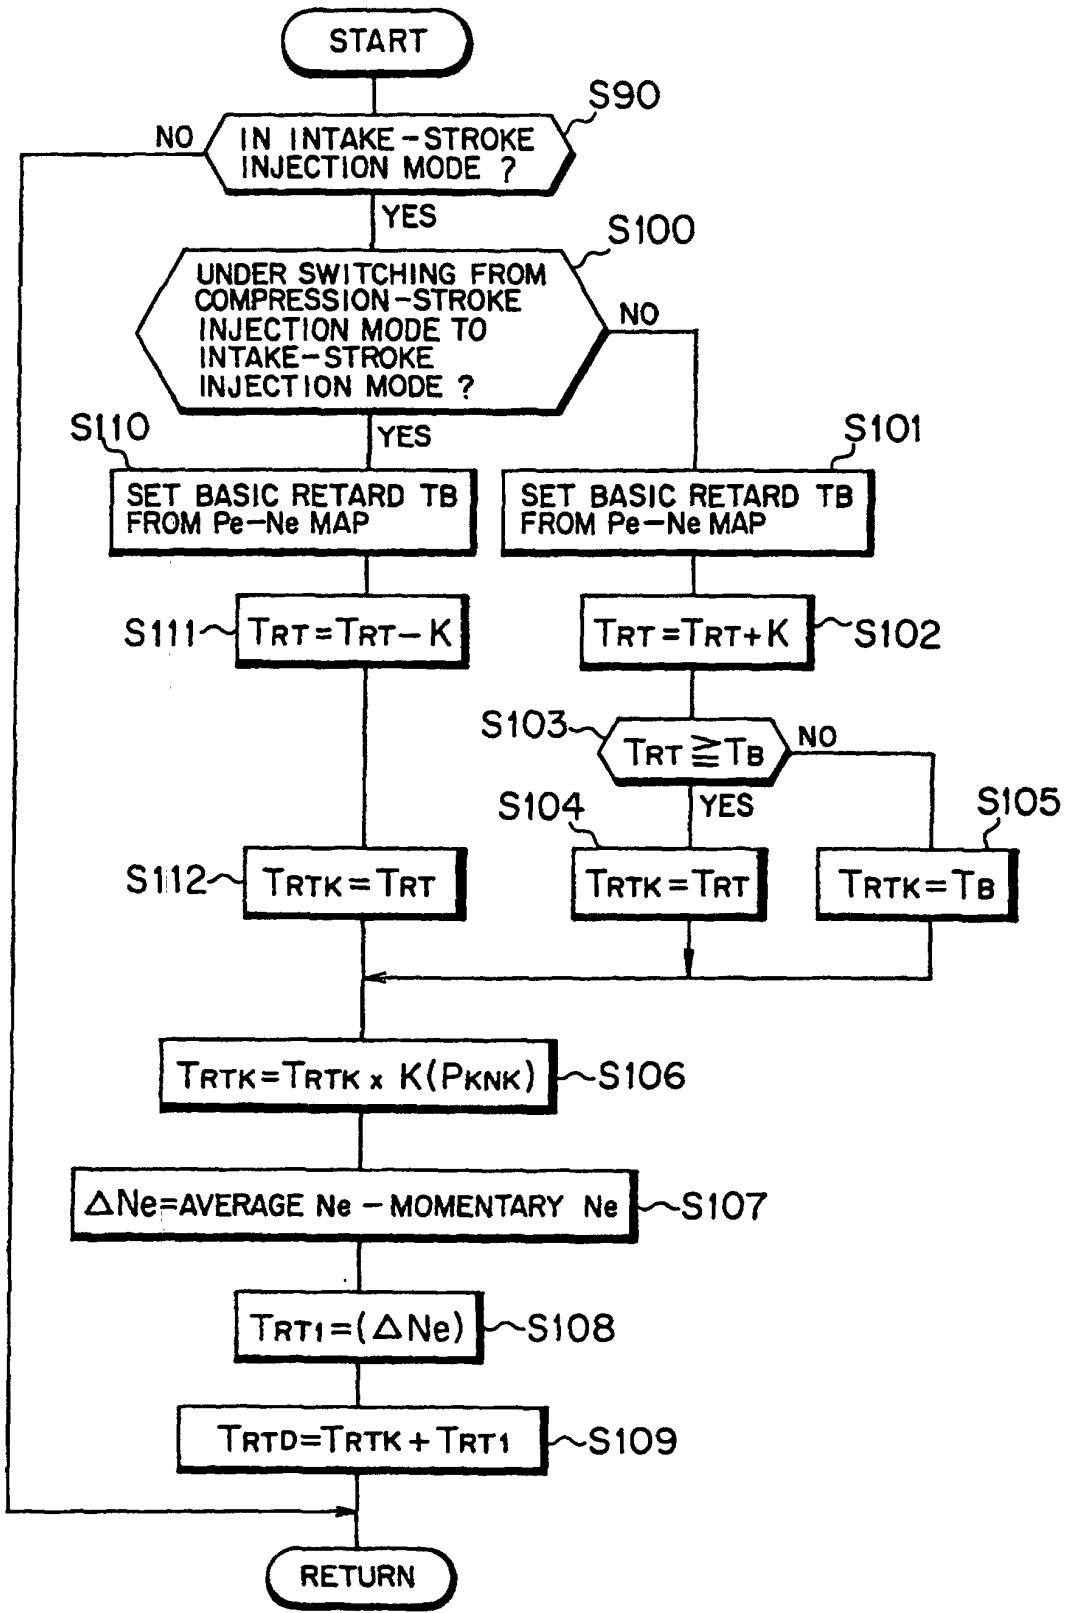 START
S90
NO
IN INTAKE-STROKE
INJECTION MODE ?
YES
S100
UNDER SWITCHING FROM
COMPRESSION-STROKE
INJECTION MODE TO
INTAKE-STROKE
INJECTION MODE ?
NO
YES
S110
SET BASIC RETARD TB
FROM Pe-Ne MAP
S101
SET BASIC RETARD TB
FROM Pe-Ne MAP
S111
TRT=TRT-K
TRT=TRT+K
S102
S103
TRT≧TB
NO
YES
S104
S105
S112
TRTK=TRT
TRTK=TRT
TRTK=TB
TRTK=TRTK x K(PKNK)
S106
ΔNe=AVERAGE Ne-MOMENTARY Ne
S107
TRT1=(ΔNe)
S108
TRTD=TRTK+TRT1
S109
RETURN